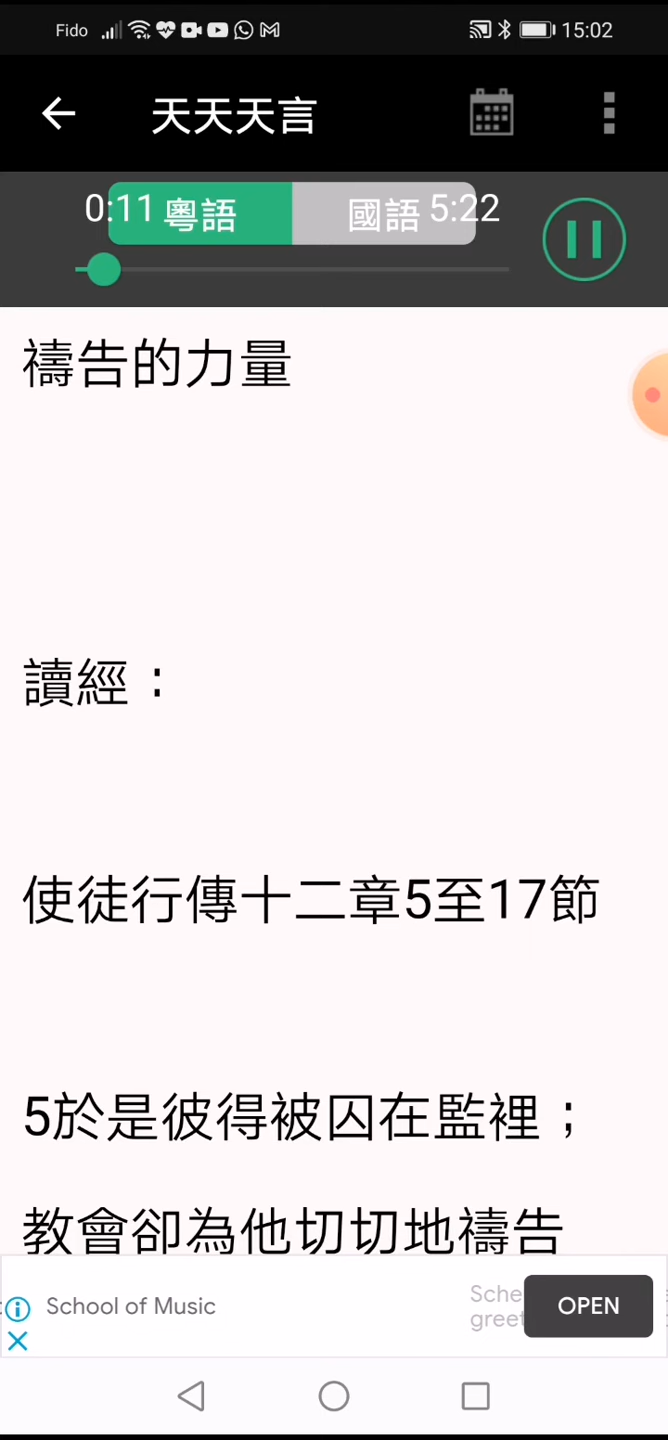 Fido 15:02
天天天言
0:11 粵語 國語 5:22
禱告的力量
讀經：
使徒行傳十二章5至17節
5於是彼得被囚在監裡；
教會卻為他切切地禱告
School of Music
Sche
greet
OPEN